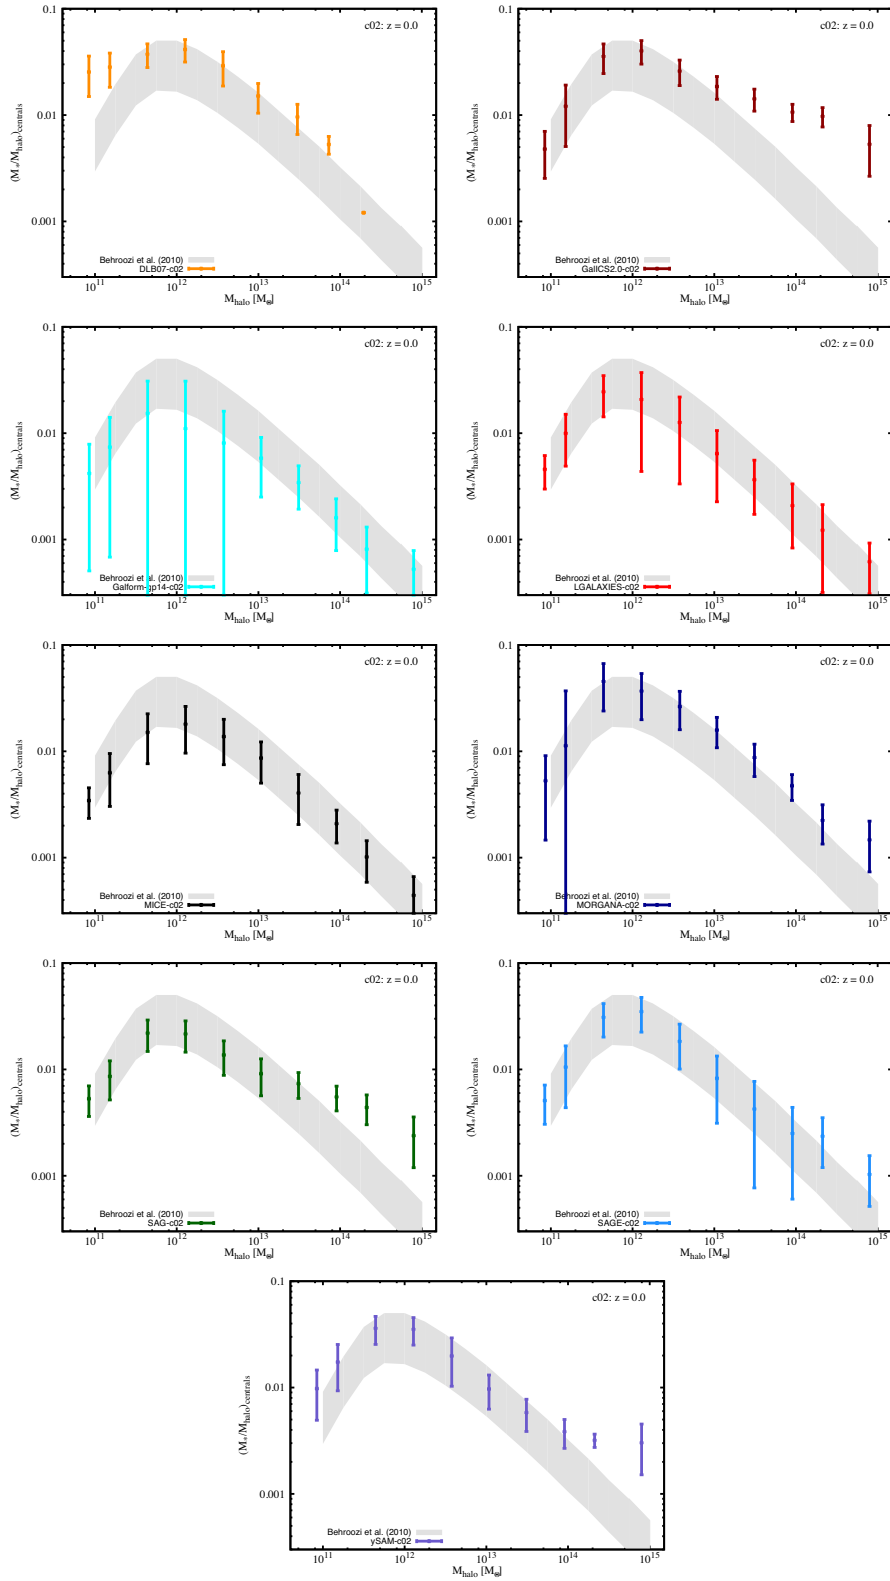 c02: z = 0.0
0.1
0.01
0.001
(M*/Mhalo)centrals
Behroozi et al. (2010)
DLB07-c02
10^11 10^12 10^13 10^14 10^15
Mhalo [M⊗]
c02: z = 0.0
0.1
0.01
0.001
(M*/Mhalo)centrals
Behroozi et al. (2010)
GalICS2.0-c02
10^11 10^12 10^13 10^14 10^15
Mhalo [M⊗]
c02: z = 0.0
0.1
0.01
0.001
(M*/Mhalo)centrals
Behroozi et al. (2010)
Galform-gp14-c02
10^11 10^12 10^13 10^14 10^15
Mhalo [M⊗]
c02: z = 0.0
0.1
0.01
0.001
(M*/Mhalo)centrals
Behroozi et al. (2010)
LGALAXIES-c02
10^11 10^12 10^13 10^14 10^15
Mhalo [M⊗]
c02: z = 0.0
0.1
0.01
0.001
(M*/Mhalo)centrals
Behroozi et al. (2010)
MICE-c02
10^11 10^12 10^13 10^14 10^15
Mhalo [M⊗]
c02: z = 0.0
0.1
0.01
0.001
(M*/Mhalo)centrals
Behroozi et al. (2010)
MORGANA-c02
10^11 10^12 10^13 10^14 10^15
Mhalo [M⊗]
c02: z = 0.0
0.1
0.01
0.001
(M*/Mhalo)centrals
Behroozi et al. (2010)
SAG-c02
10^11 10^12 10^13 10^14 10^15
Mhalo [M⊗]
c02: z = 0.0
0.1
0.01
0.001
(M*/Mhalo)centrals
Behroozi et al. (2010)
SAGE-c02
10^11 10^12 10^13 10^14 10^15
Mhalo [M⊗]
c02: z = 0.0
0.1
0.01
0.001
(M*/Mhalo)centrals
Behroozi et al. (2010)
ySAM-c02
10^11 10^12 10^13 10^14 10^15
Mhalo [M⊗]